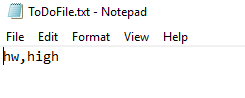 ToDoFile.txt - Notepad
File Edit Format View Help
hw,high